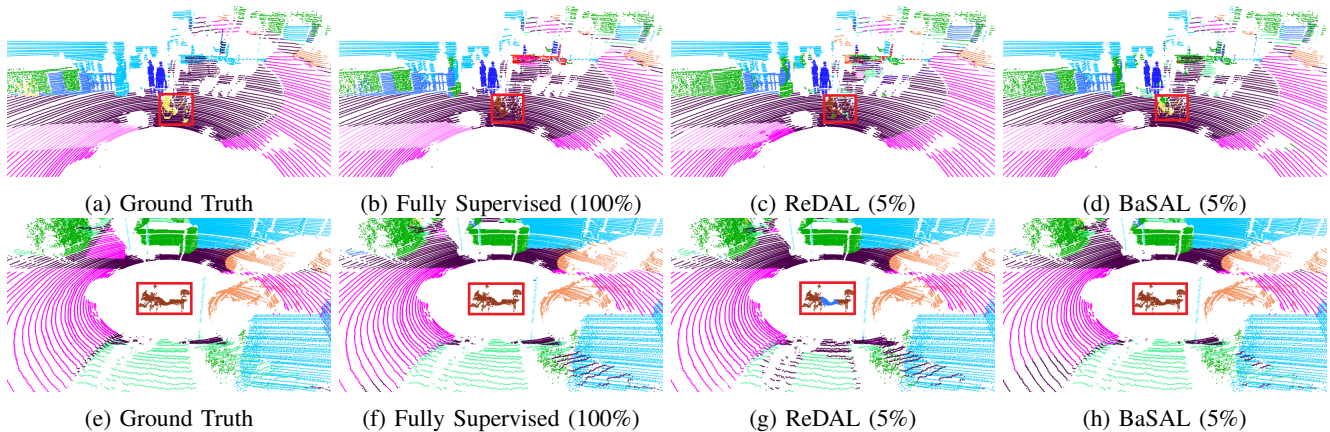 (a) Ground Truth (b) Fully Supervised (100%) (c) ReDAL (5%) (d) BaSAL (5%)
(e) Ground Truth (f) Fully Supervised (100%) (g) ReDAL (5%) (h) BaSAL (5%)